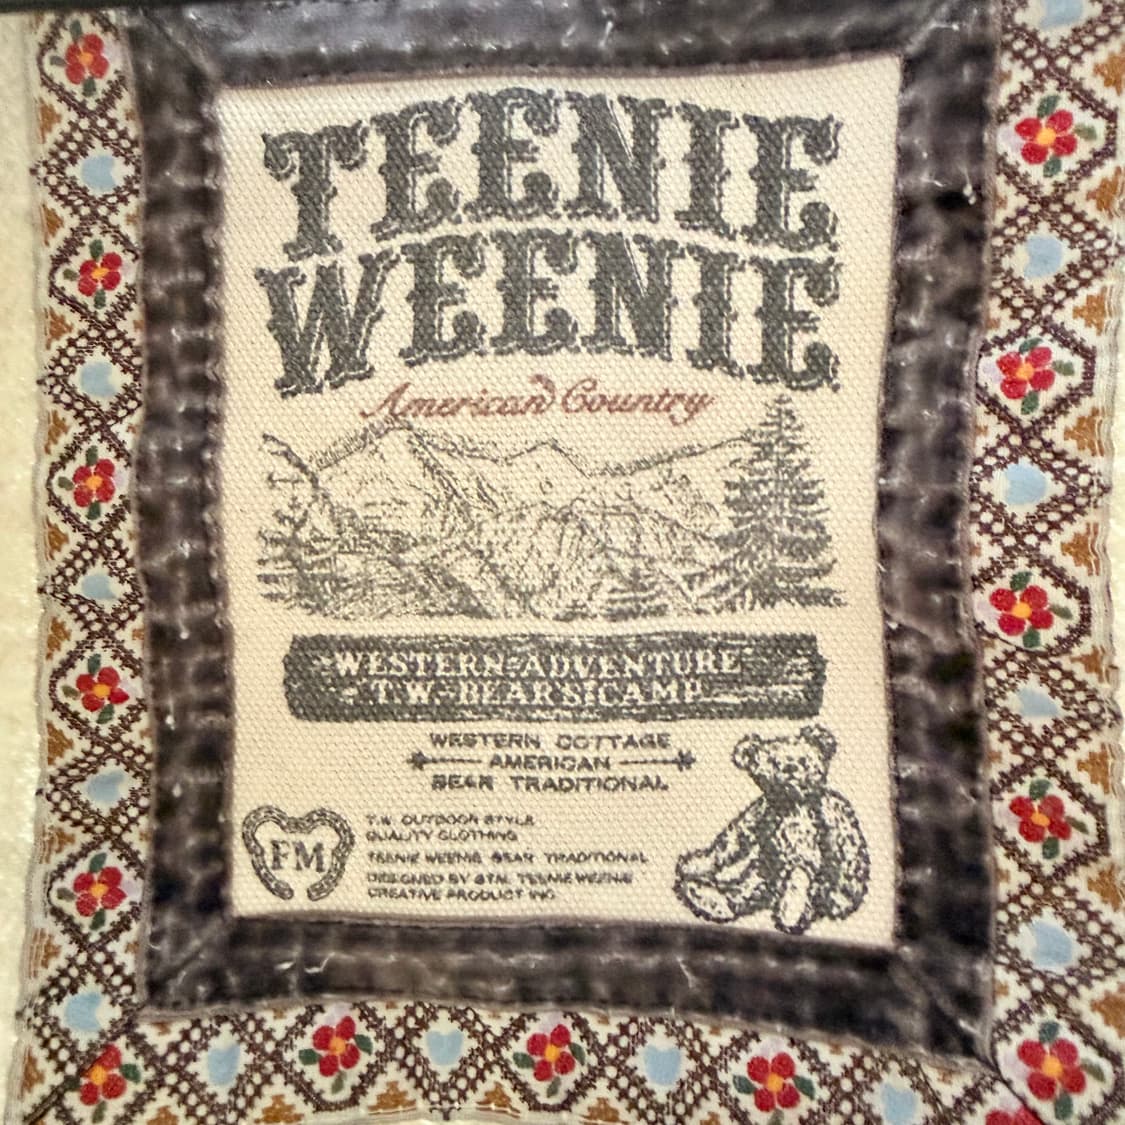 TEENIE
WEENIE
American Country
WESTERN ADVENTURE
T.W. BEAR'S CAMP
WESTERN COTTAGE
AMERICAN
BEAR TRADITIONAL
FM
T.W. OUTDOOR STYLE
QUALITY CLOTHING
TEENIE WEENIE BEAR TRADITIONAL
DESIGNED BY TEENIE WEENIE
CREATIVE PRODUCT INC